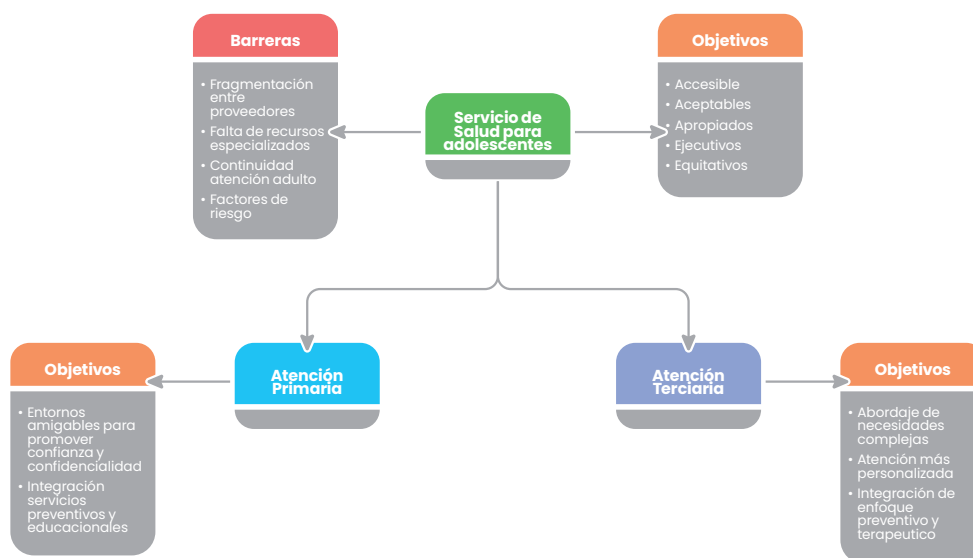 Barreras
• Fragmentación
entre
proveedores
• Falta de recursos
especializados
• Continuidad
atención adulto
• Factores de
riesgo
Servicio de
Salud para
adolescentes
Objetivos
• Accesible
• Aceptables
• Apropiados
• Ejecutivos
• Equitativos
Objetivos
• Entornos
amigables para
promover
confianza y
confidencialidad
• Integración
servicios
preventivos y
educacionales
Atención
Primaria
Atención
Terciaria
Objetivos
• Abordaje de
necesidades
complejas
• Atención más
personalizada
• Integración de
enfoque
preventivo y
terapeutico